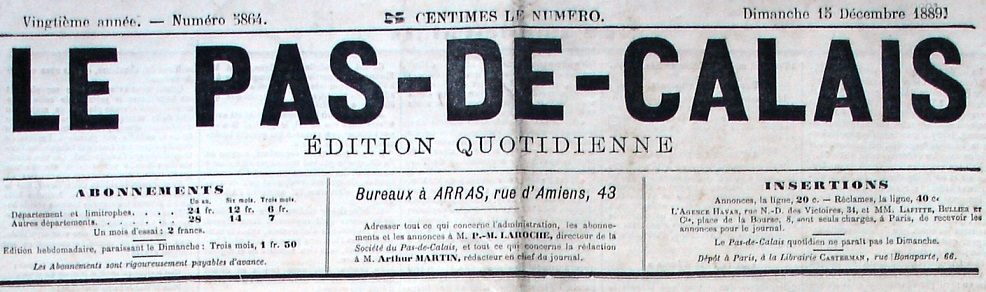 Vingtième année. — Numéro 5864.
25 CENTIMES LE NUMÉRO.
Dimanche 15 Décembre 1889.
LE PAS-DE-CALAIS
ÉDITION QUOTIDIENNE
ABONNEMENTS
Un an. Six mois. Trois mois.
Département et limitrophes. . . . . 24 fr. 12 fr. 6 fr.
Autres départements. . . . . . . 28 14 7
Un mois d'essai : 2 francs.
Édition hebdomadaire, paraissant le Dimanche : Trois mois, 1 fr. 50
Les Abonnements sont rigoureusement payables d'avance.
Bureaux à ARRAS, rue d'Amiens, 43
Adresser tout ce qui concerne l'administration, les abonne-
ments et les annonces à M. P.-M. LAROCHE, directeur de la
Société du Pas-de-Calais, et tout ce qui concerne la rédaction
à M. Arthur MARTIN, rédacteur en chef du journal.
INSERTIONS
Annonces, la ligne, 20 c. — Réclames, la ligne, 40 c.
L'AGENCE HAVAS, rue N.-D. des Victoires, 34, et MM. LAFITTE, BULLIER ET
Cie, place de la Bourse, 8, sont seuls chargés, à Paris, de recevoir les
annonces pour le journal.
Le Pas-de-Calais quotidien ne paraît pas le Dimanche.
Dépôt à Paris, à la Librairie CASTERMAN, rue Bonaparte, 66.